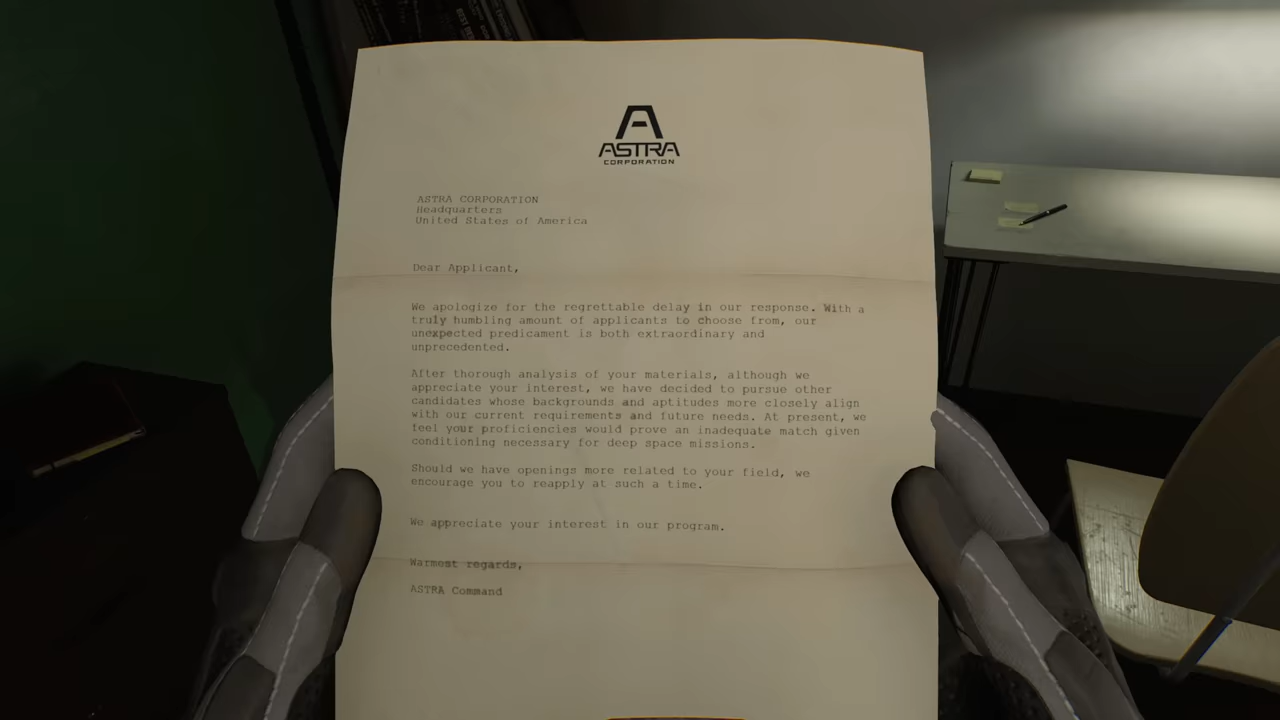 A
ASTRA
CORPORATION
ASTRA CORPORATION
Headquarters
United States of America
Dear Applicant,
We apologize for the regrettable delay in our response. With a
truly humbling amount of applicants to choose from, our
unexpected predicament is both extraordinary and
unprecedented.
After thorough analysis of your materials, although we
appreciate your interest, we have decided to pursue other
candidates whose backgrounds and aptitudes more closely align
with our current requirements and future needs. At present, we
feel your proficiencies would prove an inadequate match given
conditioning necessary for deep space missions.
Should we have openings more related to your field, we
encourage you to reapply at such a time.
We appreciate your interest in our program.
Warmest regards,
ASTRA Command